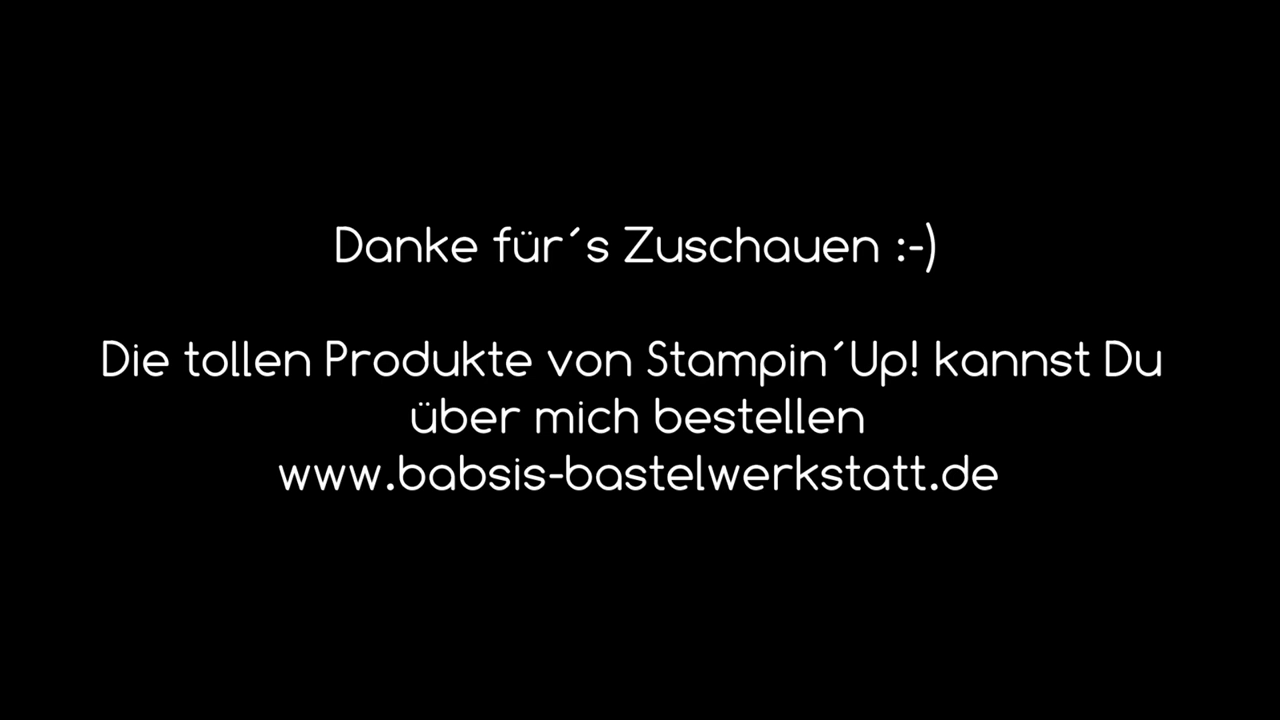 Danke für´s Zuschauen :-)
Die tollen Produkte von Stampin´Up! kannst Du
über mich bestellen
www.babsis-bastelwerkstatt.de